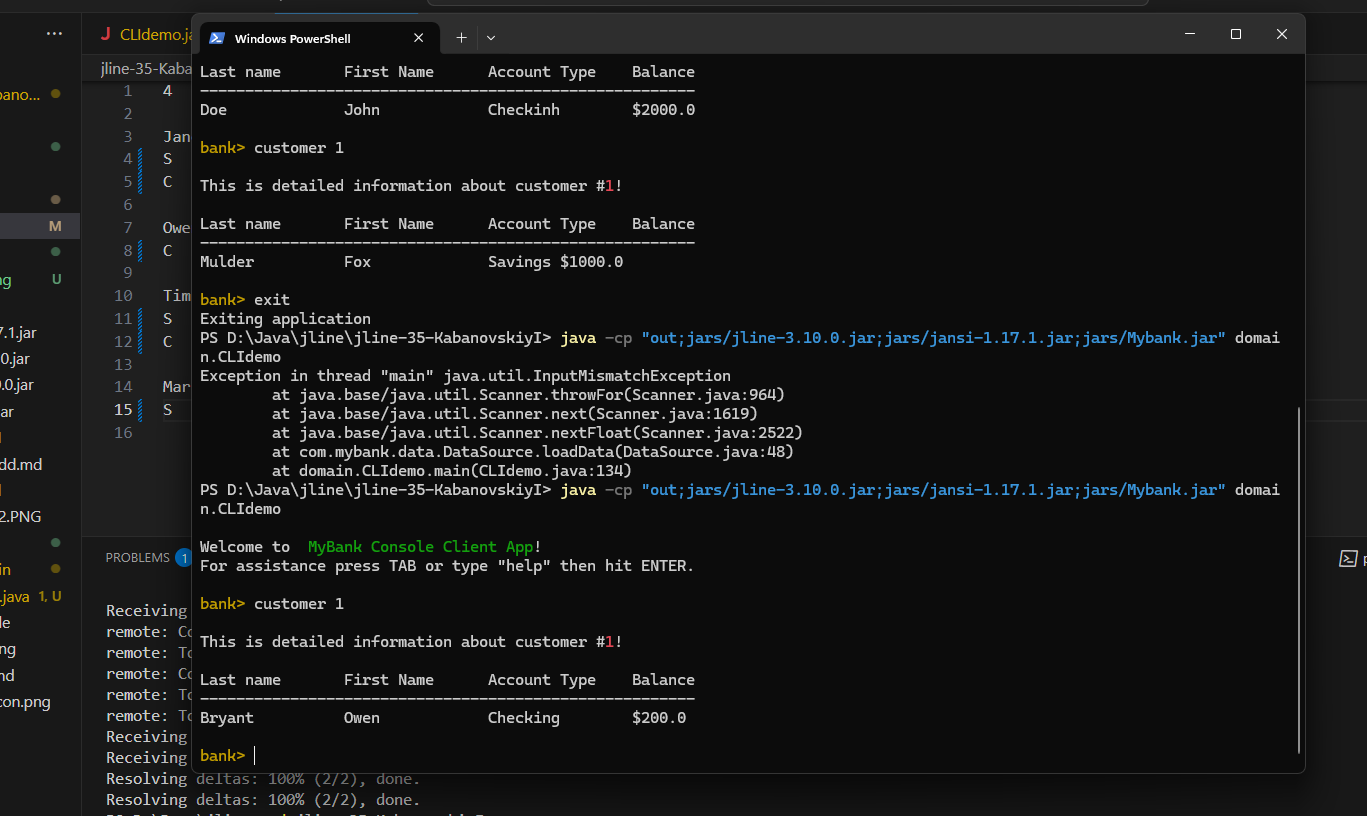 CLIdemo.ja
Windows PowerShell
jline-35-Kaba
1 4
2
3 Jan
4 S
5 C
6
7 Owe
8 C
9
10 Tim
11 S
12 C
13
14 Mar
15 S
16
bano...
M
ng U
7.1.jar
0.jar
0.0.jar
ar
dd.md
2.PNG
in
.java 1, U
le
ng
nd
con.png
Last name First Name Account Type Balance
Doe John Checkinh $2000.0
bank> customer 1
This is detailed information about customer #1!
Last name First Name Account Type Balance
Mulder Fox Savings $1000.0
bank> exit
Exiting application
PS D:\Java\jline\jline-35-KabanovskiyI> java -cp "out;jars/jline-3.10.0.jar;jars/jansi-1.17.1.jar;jars/Mybank.jar" domai
n.CLIdemo
Exception in thread "main" java.util.InputMismatchException
at java.base/java.util.Scanner.throwFor(Scanner.java:964)
at java.base/java.util.Scanner.next(Scanner.java:1619)
at java.base/java.util.Scanner.nextFloat(Scanner.java:2522)
at com.mybank.data.DataSource.loadData(DataSource.java:48)
at domain.CLIdemo.main(CLIdemo.java:134)
PS D:\Java\jline\jline-35-KabanovskiyI> java -cp "out;jars/jline-3.10.0.jar;jars/jansi-1.17.1.jar;jars/Mybank.jar" domai
n.CLIdemo
Welcome to MyBank Console Client App!
For assistance press TAB or type "help" then hit ENTER.
bank> customer 1
This is detailed information about customer #1!
Last name First Name Account Type Balance
Bryant Owen Checking $200.0
bank>
PROBLEMS 1
Receiving
remote: Co
remote: To
remote: Co
remote: To
remote: To
Receiving
Receiving
Resolving deltas: 100% (2/2), done.
Resolving deltas: 100% (2/2), done.